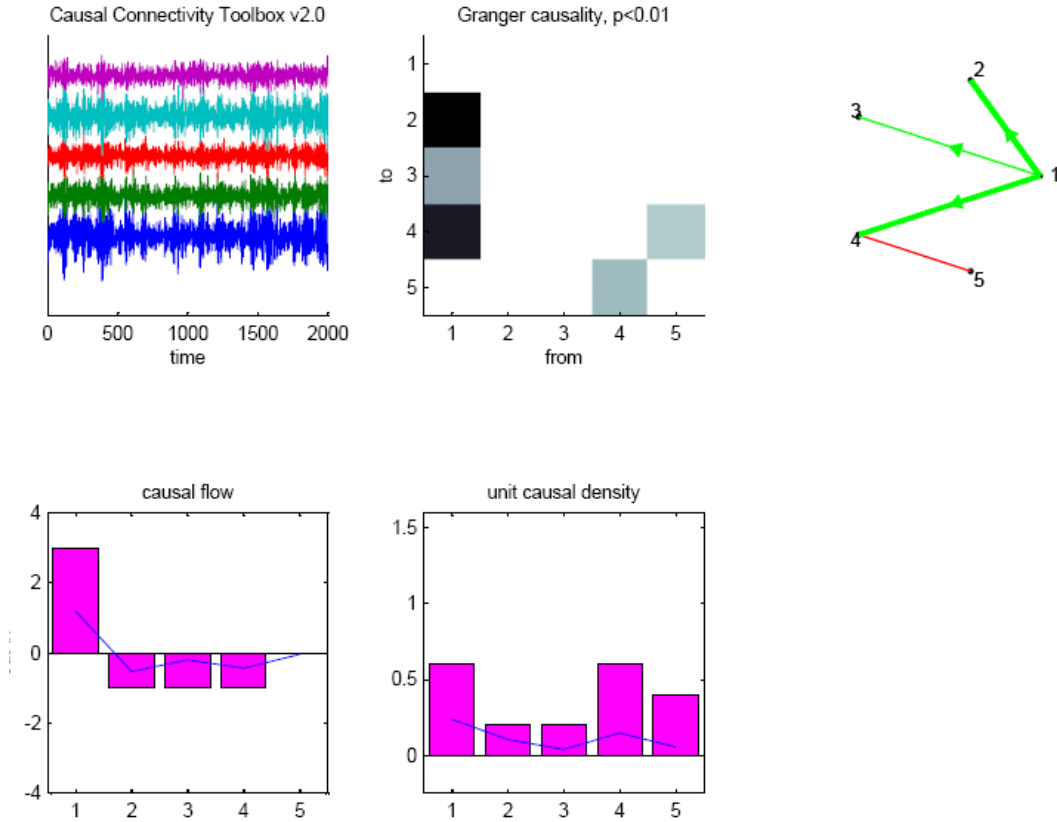 Causal Connectivity Toolbox v2.0
0 500 1000 1500 2000
time
Granger causality, p<0.01
1
2
3
4
5
to
1 2 3 4 5
from
2
3
1
4
5
causal flow
4
2
0
-2
-4
1 2 3 4 5
unit causal density
1.5
1
0.5
0
1 2 3 4 5